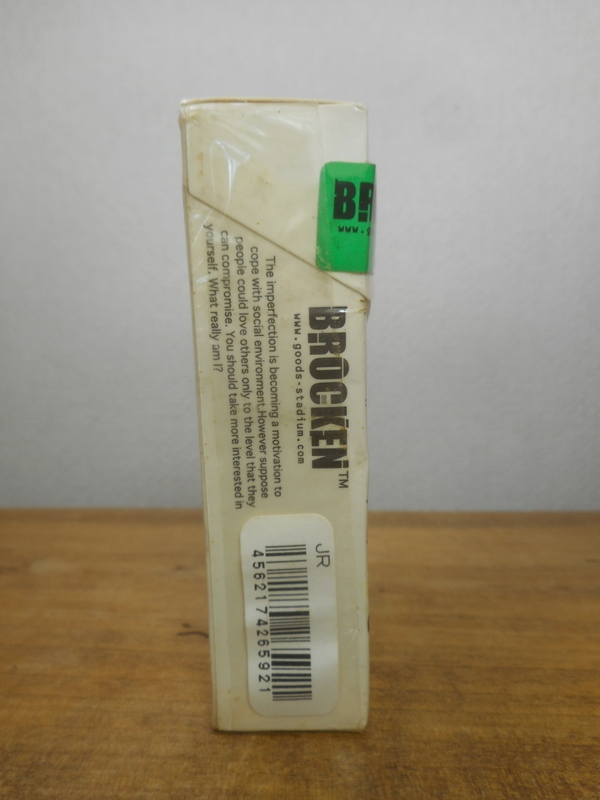 BR
www.g
BROCKEN™
www.goods-stadium.com
The imperfection is becoming a motivation to
cope with social environment.However suppose
people could love others only to the level that they
can compromise. You should take more interested in
yourself. What really am I?
JR
4562174265921